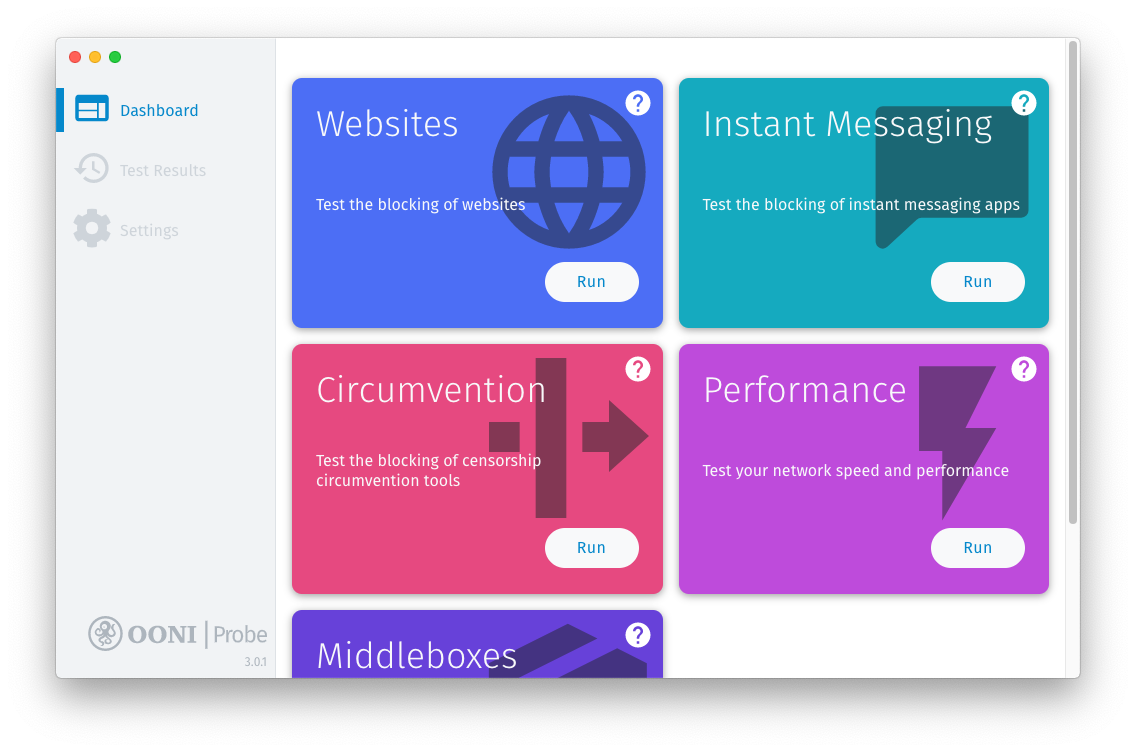 Dashboard
Test Results
Settings
OONI | Probe
3.0.1
Websites
Test the blocking of websites
Run
Instant Messaging
Test the blocking of instant messaging apps
Run
Circumvention
Test the blocking of censorship
circumvention tools
Run
Performance
Test your network speed and performance
Run
Middleboxes